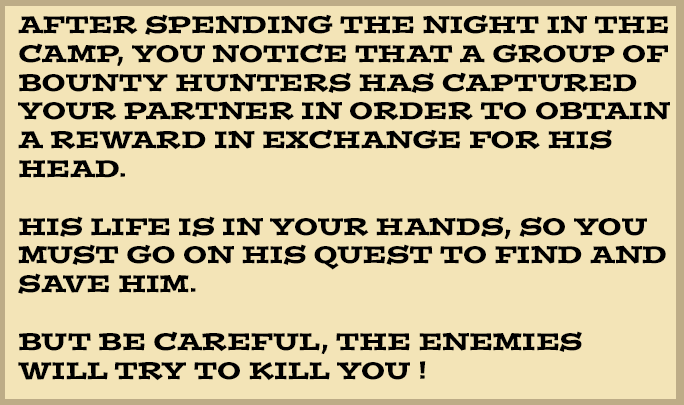 AFTER SPENDING THE NIGHT IN THE
CAMP, YOU NOTICE THAT A GROUP OF
BOUNTY HUNTERS HAS CAPTURED
YOUR PARTNER IN ORDER TO OBTAIN
A REWARD IN EXCHANGE FOR HIS
HEAD.
HIS LIFE IS IN YOUR HANDS, SO YOU
MUST GO ON HIS QUEST TO FIND AND
SAVE HIM.
BUT BE CAREFUL, THE ENEMIES
WILL TRY TO KILL YOU !